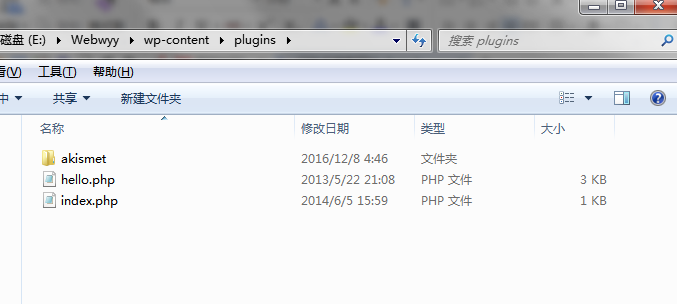 磁盘 (E:) Webwyy wp-content plugins 搜索 plugins
看(V) 工具(T) 帮助(H)
中 共享 新建文件夹
名称 修改日期 类型 大小
akismet 2016/12/8 4:46 文件夹
hello.php 2013/5/22 21:08 PHP 文件 3 KB
index.php 2014/6/5 15:59 PHP 文件 1 KB